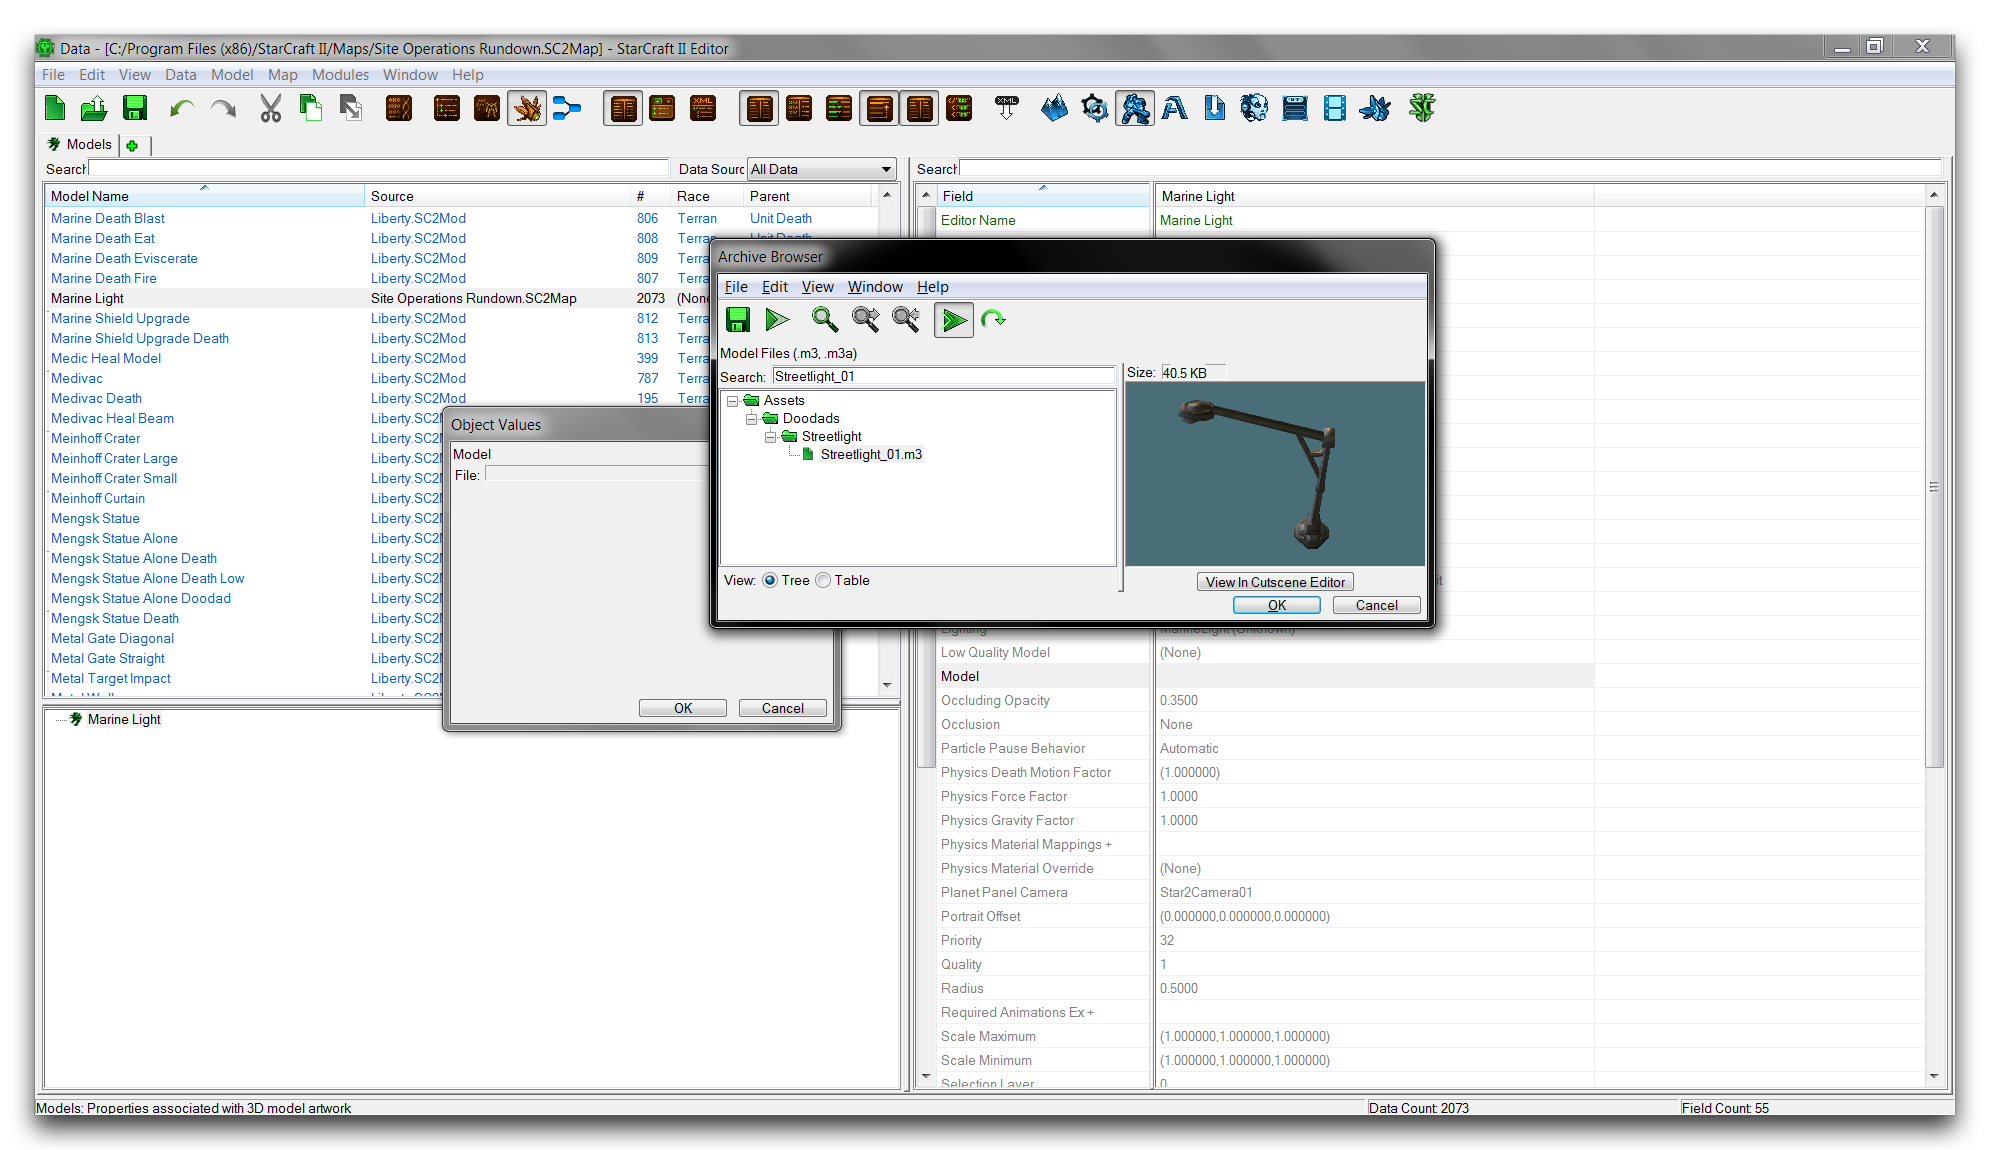 Data - [C:/Program Files (x86)/StarCraft II/Maps/Site Operations Rundown.SC2Map] - StarCraft II Editor
File Edit View Data Model Map Modules Window Help
Models
Search Data Sourc All Data
Model Name Source # Race Parent
Marine Death Blast Liberty.SC2Mod 806 Terran Unit Death
Marine Death Eat Liberty.SC2Mod 808 Terra Unit Death
Marine Death Eviscerate Liberty.SC2Mod 809 Terra
Marine Death Fire Liberty.SC2Mod 807 Terra
Marine Light Site Operations Rundown.SC2Map 2073 (None
Marine Shield Upgrade Liberty.SC2Mod 812 Terra
Marine Shield Upgrade Death Liberty.SC2Mod 813 Terra
Medic Heal Model Liberty.SC2Mod 399 Terra
Medivac Liberty.SC2Mod 787 Terra
Medivac Death Liberty.SC2Mod 195 Terra
Medivac Heal Beam Liberty.SC2Mod
Meinhoff Crater Liberty.SC2M
Meinhoff Crater Large Liberty.SC2M
Meinhoff Crater Small Liberty.SC2M
Meinhoff Curtain Liberty.SC2M
Mengsk Statue Liberty.SC2M
Mengsk Statue Alone Liberty.SC2M
Mengsk Statue Alone Death Liberty.SC2M
Mengsk Statue Alone Death Low Liberty.SC2M
Mengsk Statue Alone Doodad Liberty.SC2M
Mengsk Statue Death Liberty.SC2M
Metal Gate Diagonal Liberty.SC2M
Metal Gate Straight Liberty.SC2M
Metal Target Impact Liberty.SC2M
Marine Light
Object Values
Model
File:
OK Cancel
Archive Browser
File Edit View Window Help
Model Files (.m3, .m3a)
Search: Streetlight_01
Assets
Doodads
Streetlight
Streetlight_01.m3
View: Tree Table
Size: 40.5 KB
View In Cutscene Editor
OK Cancel
Search
Field Marine Light
Editor Name Marine Light
it
Lighting MarineLight (Unknown)
Low Quality Model (None)
Model
Occluding Opacity 0.3500
Occlusion None
Particle Pause Behavior Automatic
Physics Death Motion Factor (1.000000)
Physics Force Factor 1.0000
Physics Gravity Factor 1.0000
Physics Material Mappings +
Physics Material Override (None)
Planet Panel Camera Star2Camera01
Portrait Offset (0.000000,0.000000,0.000000)
Priority 32
Quality 1
Radius 0.5000
Required Animations Ex +
Scale Maximum (1.000000,1.000000,1.000000)
Scale Minimum (1.000000,1.000000,1.000000)
Selection Layer 0
Models: Properties associated with 3D model artwork Data Count: 2073 Field Count: 55